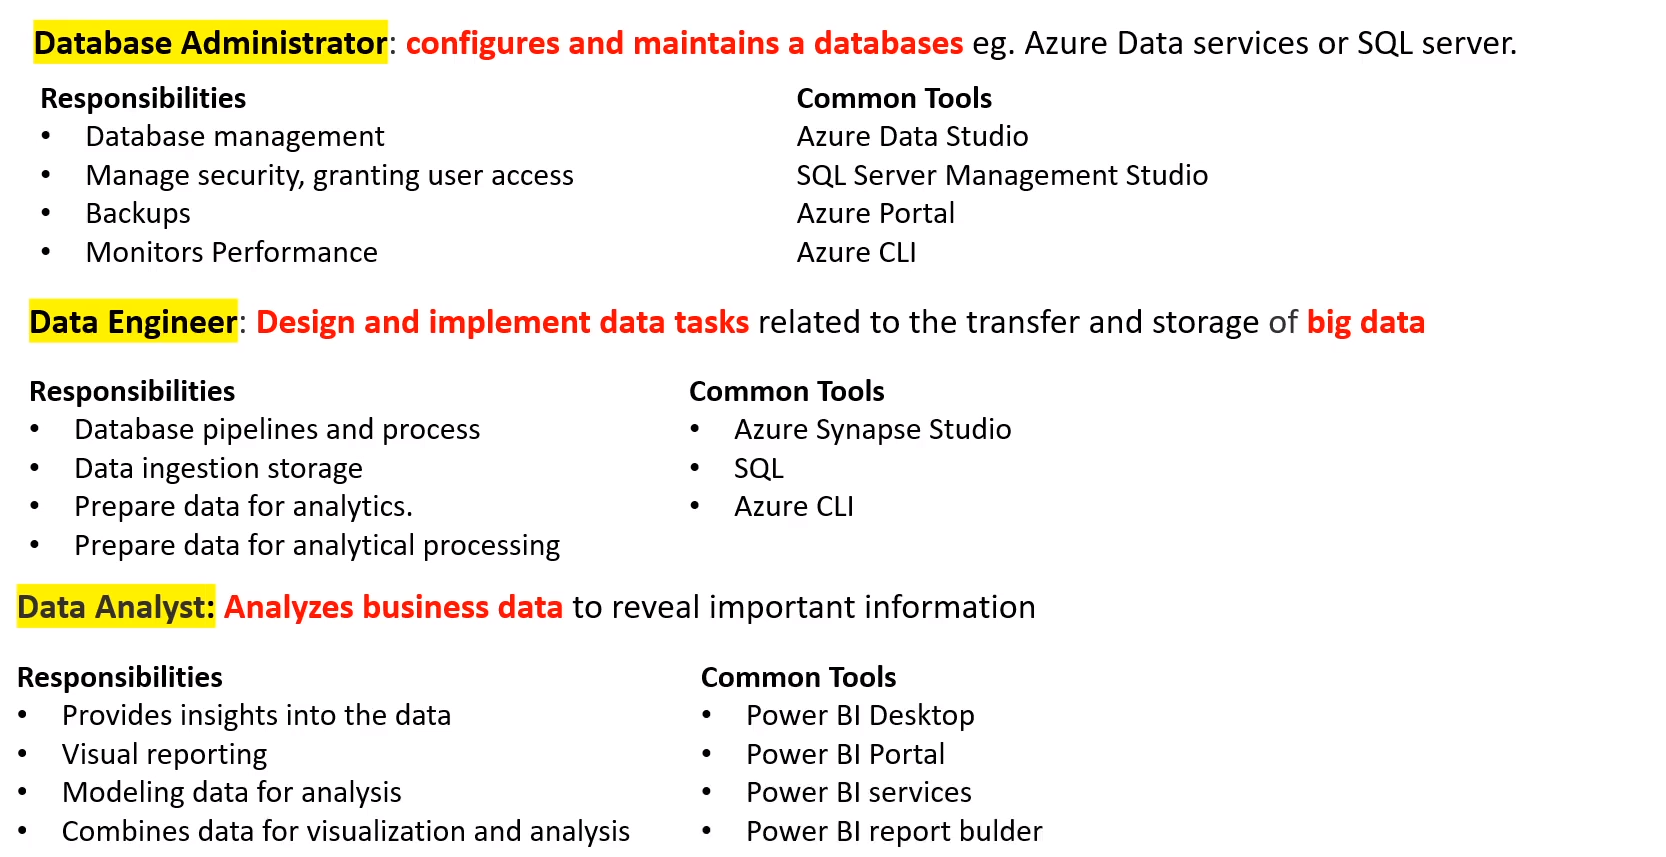 Database Administrator: configures and maintains a databases eg. Azure Data services or SQL server.
Responsibilities
• Database management
• Manage security, granting user access
• Backups
• Monitors Performance
Common Tools
Azure Data Studio
SQL Server Management Studio
Azure Portal
Azure CLI
Data Engineer: Design and implement data tasks related to the transfer and storage of big data
Responsibilities
• Database pipelines and process
• Data ingestion storage
• Prepare data for analytics.
• Prepare data for analytical processing
Common Tools
• Azure Synapse Studio
• SQL
• Azure CLI
Data Analyst: Analyzes business data to reveal important information
Responsibilities
• Provides insights into the data
• Visual reporting
• Modeling data for analysis
• Combines data for visualization and analysis
Common Tools
• Power BI Desktop
• Power BI Portal
• Power BI services
• Power BI report bulder